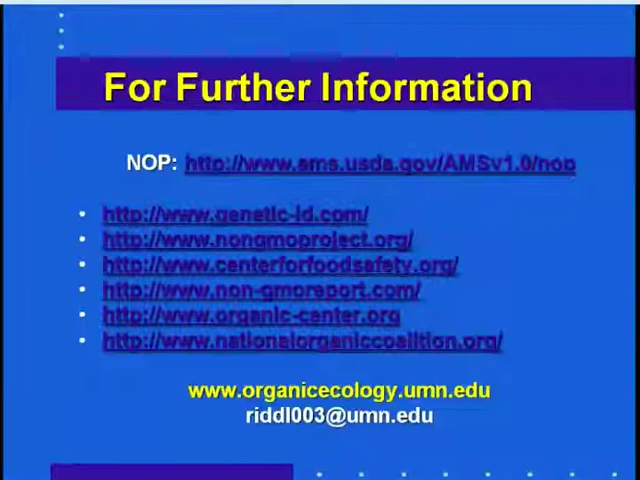 For Further Information
NOP: http://www.ams.usda.gov/AMSv1.0/nop
• http://www.genetic-id.com/
• http://www.nongmoproject.org/
• http://www.centerforfoodsafety.org/
• http://www.non-gmoreport.com/
• http://www.organic-center.org
• http://www.nationalorganiccoalition.org/
www.organicecology.umn.edu
riddl003@umn.edu